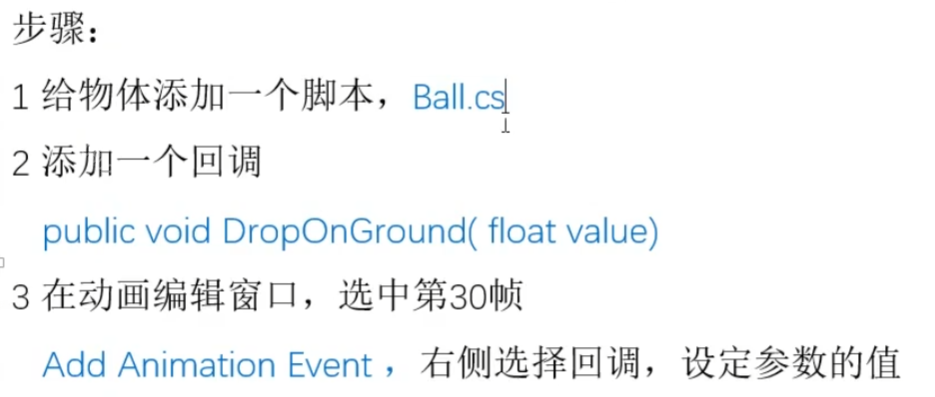 步骤：
1 给物体添加一个脚本，Ball.cs
2 添加一个回调
public void DropOnGround( float value)
3 在动画编辑窗口，选中第30帧
Add Animation Event ，右侧选择回调，设定参数的值